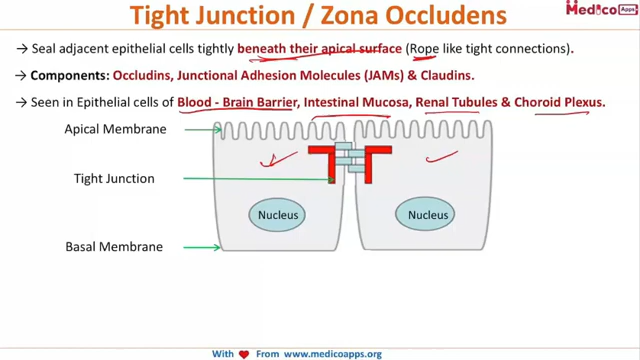 Tight Junction / Zona Occludens
Medico Apps
→ Seal adjacent epithelial cells tightly beneath their apical surface (Rope like tight connections).
→ Components: Occludins, Junctional Adhesion Molecules (JAMs) & Claudins.
→ Seen in Epithelial cells of Blood - Brain Barrier, Intestinal Mucosa, Renal Tubules & Choroid Plexus.
Apical Membrane
Tight Junction
Nucleus Nucleus
Basal Membrane
With ♥ From www.medicoapps.org